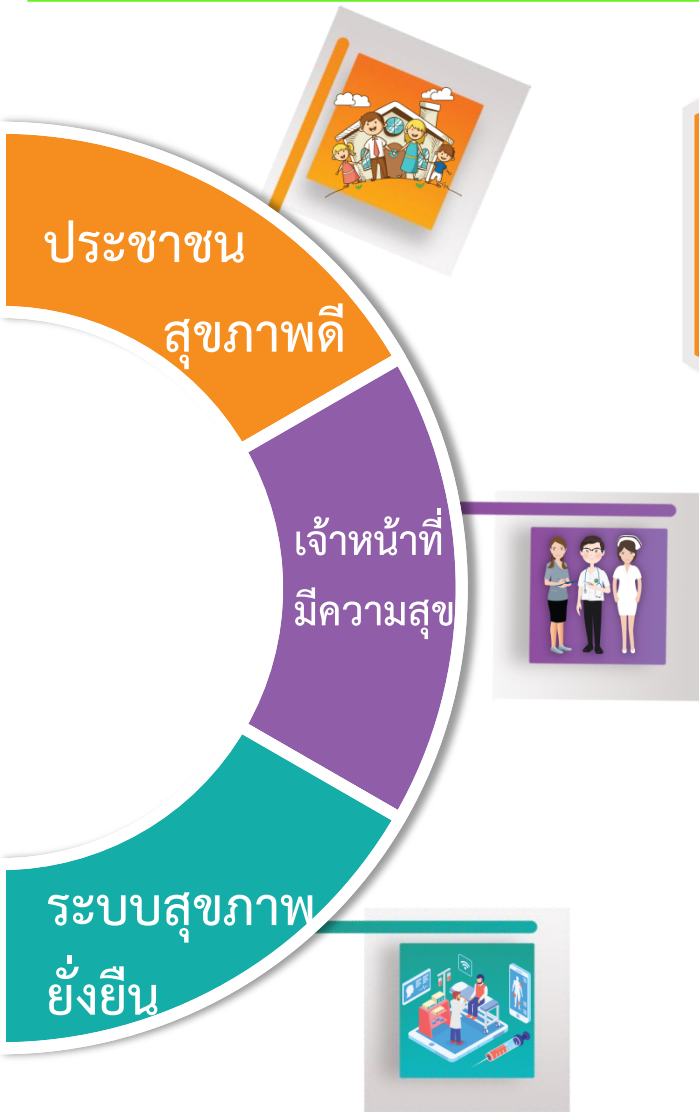 ประชาชน
สุขภาพดี
เจ้าหน้าที่
มีความสุข
ระบบสุขภาพ
ยั่งยืน